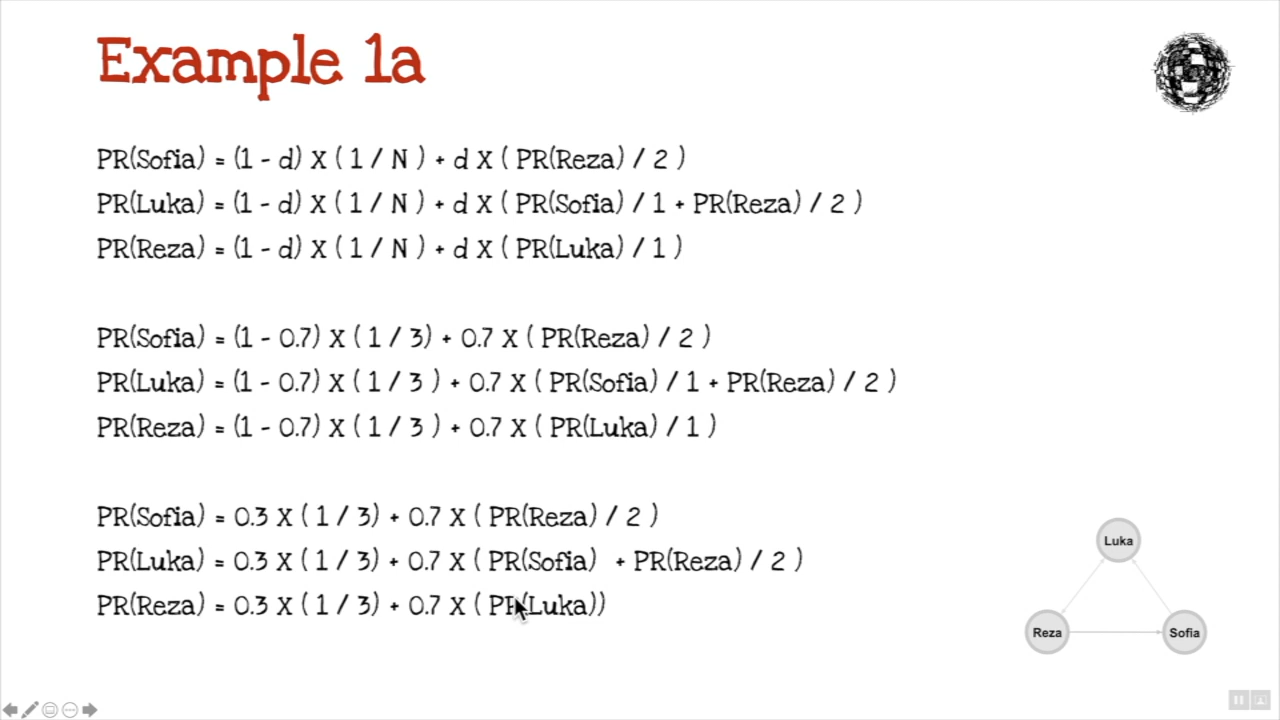 Example 1a
PR(Sofia) = (1 - d) X ( 1 / N ) + d X ( PR(Reza) / 2 )
PR(Luka) = (1 - d) X ( 1 / N ) + d X ( PR(Sofia) / 1 + PR(Reza) / 2 )
PR(Reza) = (1 - d) X ( 1 / N ) + d X ( PR(Luka) / 1 )
PR(Sofia) = (1 - 0.7) X ( 1 / 3) + 0.7 X ( PR(Reza) / 2 )
PR(Luka) = (1 - 0.7) X ( 1 / 3 ) + 0.7 X ( PR(Sofia) / 1 + PR(Reza) / 2 )
PR(Reza) = (1 - 0.7) X ( 1 / 3 ) + 0.7 X ( PR(Luka) / 1 )
PR(Sofia) = 0.3 X ( 1 / 3) + 0.7 X ( PR(Reza) / 2 )
PR(Luka) = 0.3 X ( 1 / 3) + 0.7 X ( PR(Sofia) + PR(Reza) / 2 )
PR(Reza) = 0.3 X ( 1 / 3) + 0.7 X ( PR(Luka))
Luka
Reza
Sofia